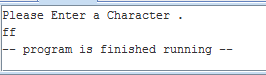 Please Enter a Character .
ff
-- program is finished running --